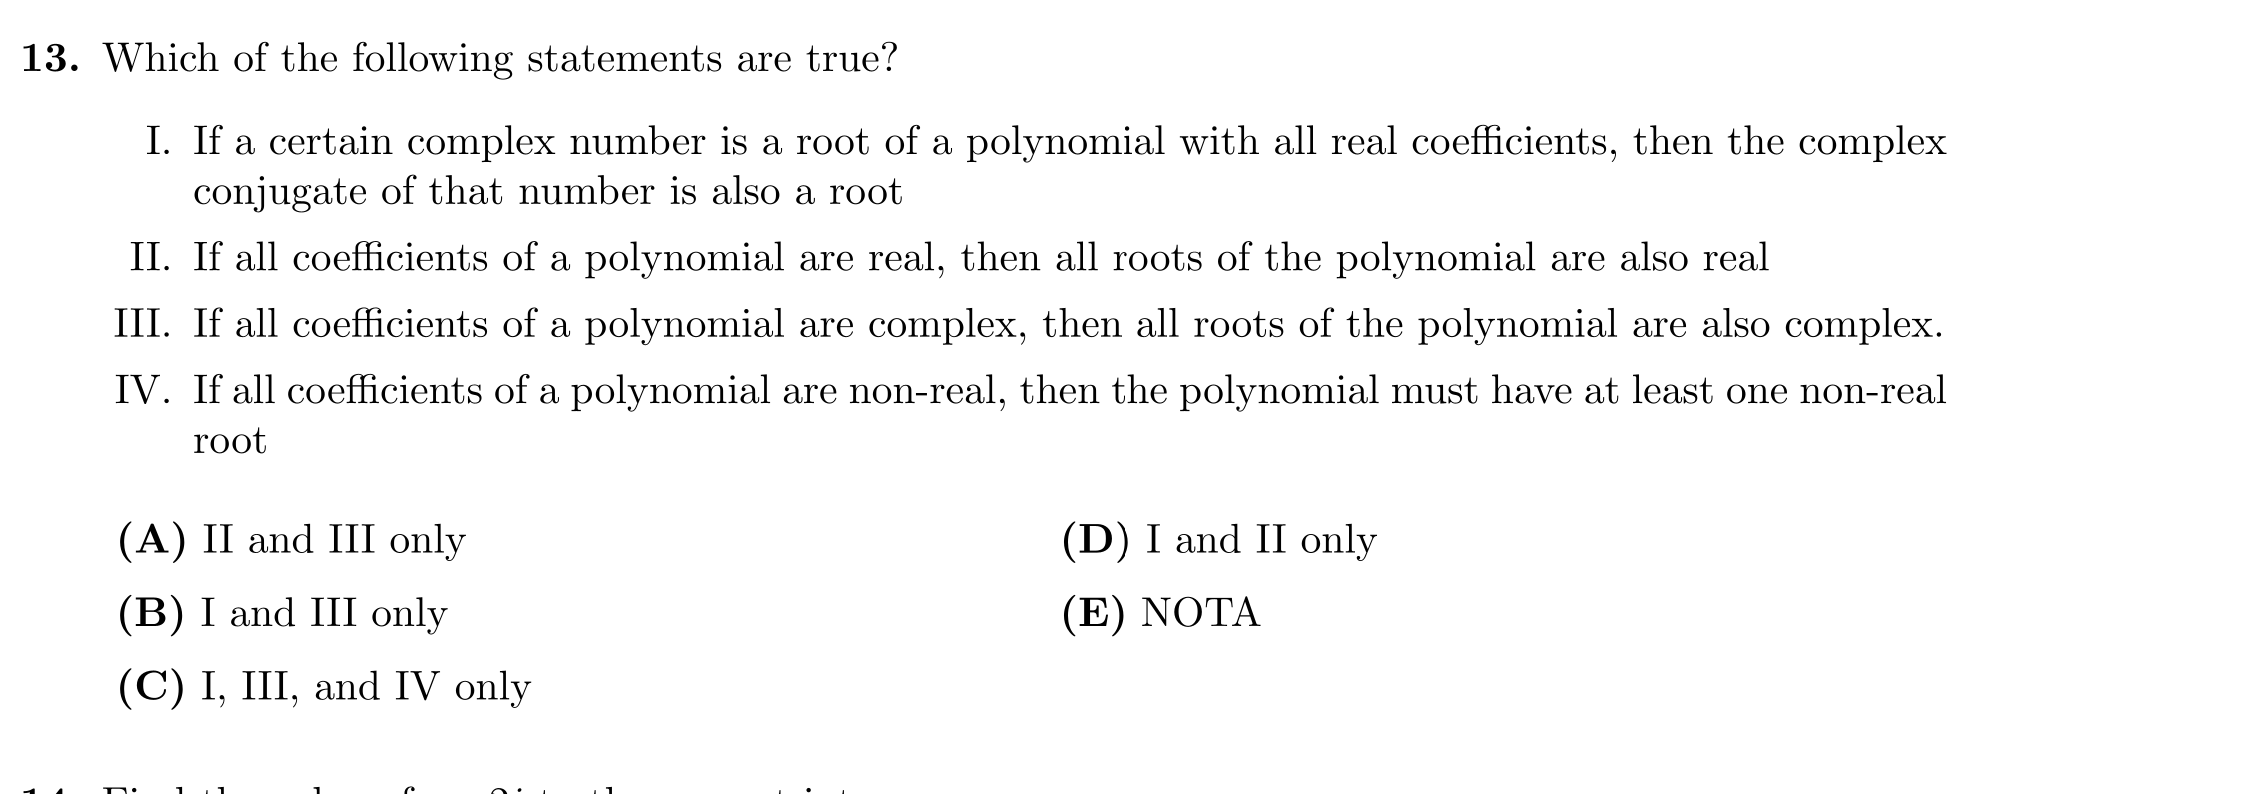 13. Which of the following statements are true?
I. If a certain complex number is a root of a polynomial with all real coefficients, then the complex
conjugate of that number is also a root
II. If all coefficients of a polynomial are real, then all roots of the polynomial are also real
III. If all coefficients of a polynomial are complex, then all roots of the polynomial are also complex.
IV. If all coefficients of a polynomial are non-real, then the polynomial must have at least one non-real
root
(A) II and III only
(B) I and III only
(C) I, III, and IV only
(D) I and II only
(E) NOTA